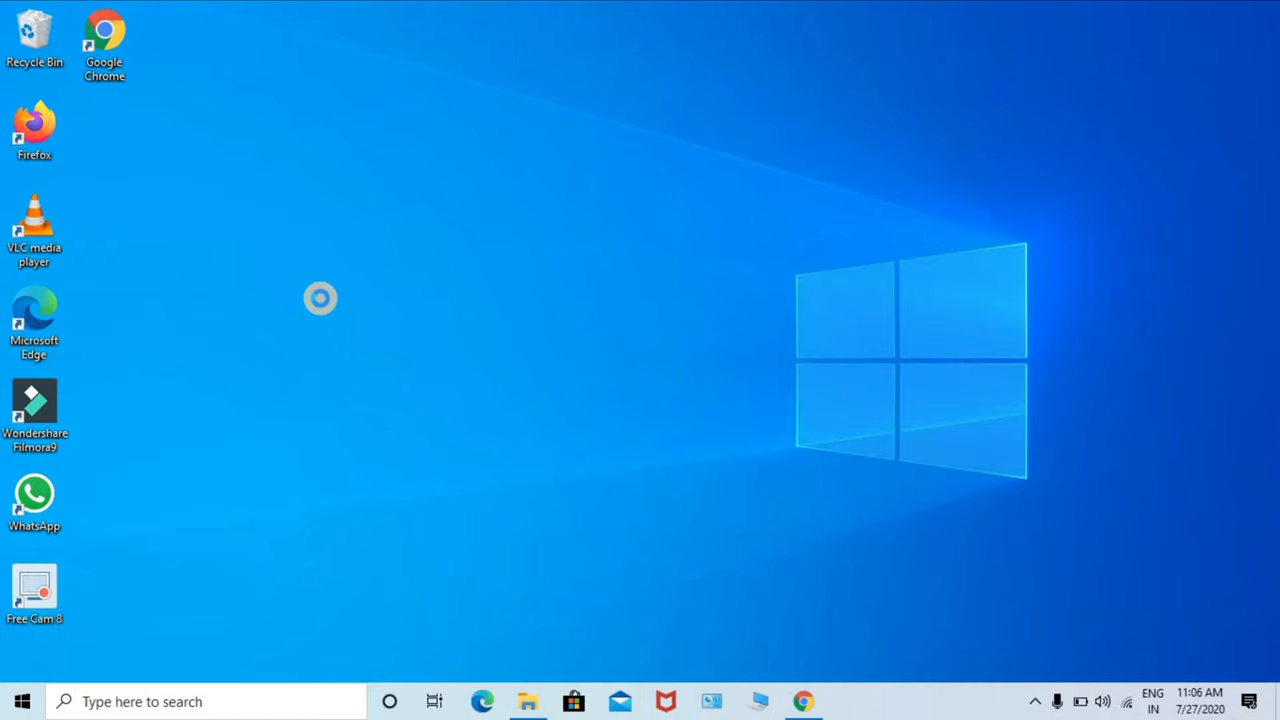 Recycle Bin
Google
Chrome
Firefox
VLC media
player
Microsoft
Edge
Wondershare
Filmora9
WhatsApp
Free Cam 8
Type here to search
ENG
IN
11:06 AM
7/27/2020